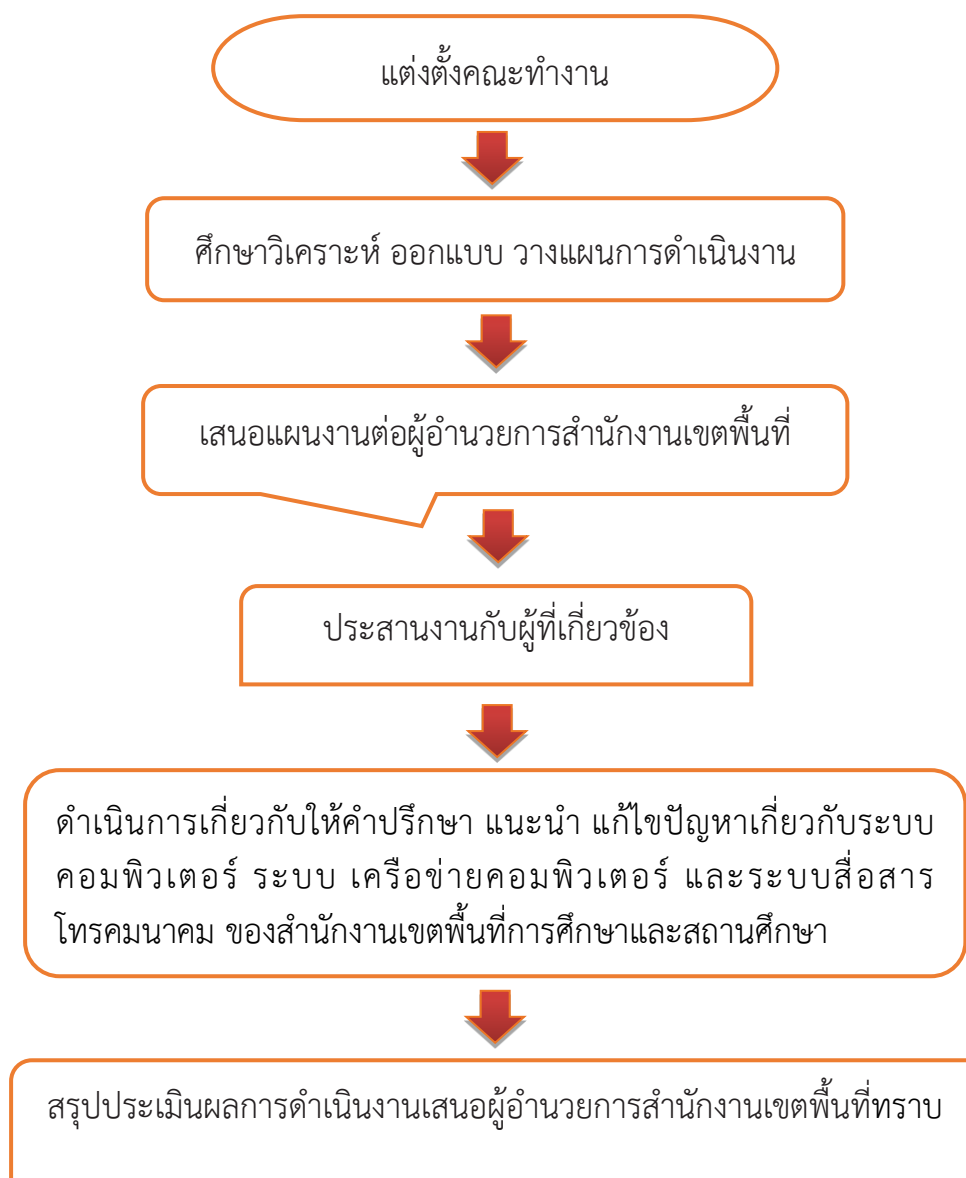 แต่งตั้งคณะทำงาน
ศึกษาวิเคราะห์ ออกแบบ วางแผนการดำเนินงาน
เสนอแผนงานต่อผู้อำนวยการสำนักงานเขตพื้นที่
ประสานงานกับผู้ที่เกี่ยวข้อง
ดำเนินการเกี่ยวกับให้คำปรึกษา แนะนำ แก้ไขปัญหาเกี่ยวกับระบบ
คอมพิวเตอร์ ระบบ เครือข่ายคอมพิวเตอร์ และระบบสื่อสาร
โทรคมนาคม ของสำนักงานเขตพื้นที่การศึกษาและสถานศึกษา
สรุปประเมินผลการดำเนินงานเสนอผู้อำนวยการสำนักงานเขตพื้นที่ทราบ